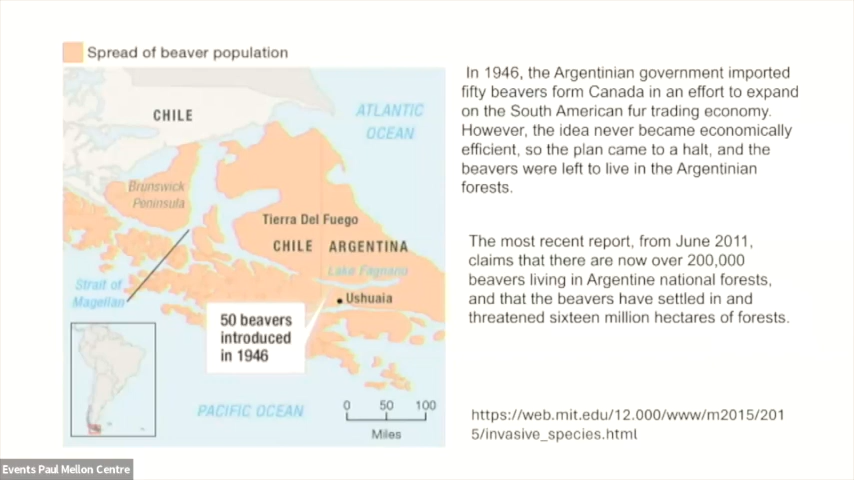 Spread of beaver population
CHILE
ATLANTIC
OCEAN
Brunswick
Peninsula
Tierra Del Fuego
CHILE ARGENTINA
Lake Fagnano
Strait of
Magellan
Ushuaia
50 beavers
introduced
in 1946
PACIFIC OCEAN
0 50 100
Miles
In 1946, the Argentinian government imported
fifty beavers form Canada in an effort to expand
on the South American fur trading economy.
However, the idea never became economically
efficient, so the plan came to a halt, and the
beavers were left to live in the Argentinian
forests.
The most recent report, from June 2011,
claims that there are now over 200,000
beavers living in Argentine national forests,
and that the beavers have settled in and
threatened sixteen million hectares of forests.
https://web.mit.edu/12.000/www/m2015/201
5/invasive_species.html
Events Paul Mellon Centre